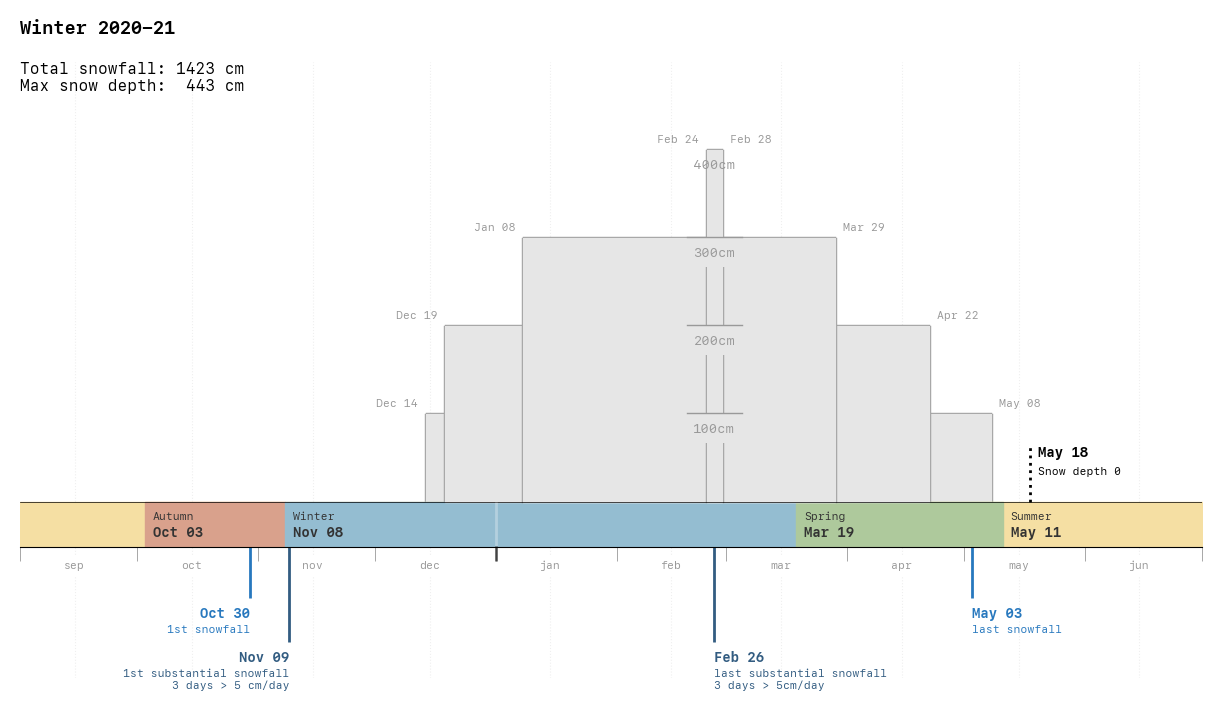 Winter 2020–21
Total snowfall: 1423 cm
Max snow depth: 443 cm
Feb 24
Feb 28
400cm
Jan 08
Mar 29
300cm
Dec 19
Apr 22
200cm
Dec 14
May 08
100cm
May 18
Snow depth 0
Autumn
Oct 03
Winter
Nov 08
Spring
Mar 19
Summer
May 11
sep
oct
nov
dec
jan
feb
mar
apr
may
jun
Oct 30
1st snowfall
May 03
last snowfall
Nov 09
1st substantial snowfall
3 days > 5 cm/day
Feb 26
last substantial snowfall
3 days > 5cm/day